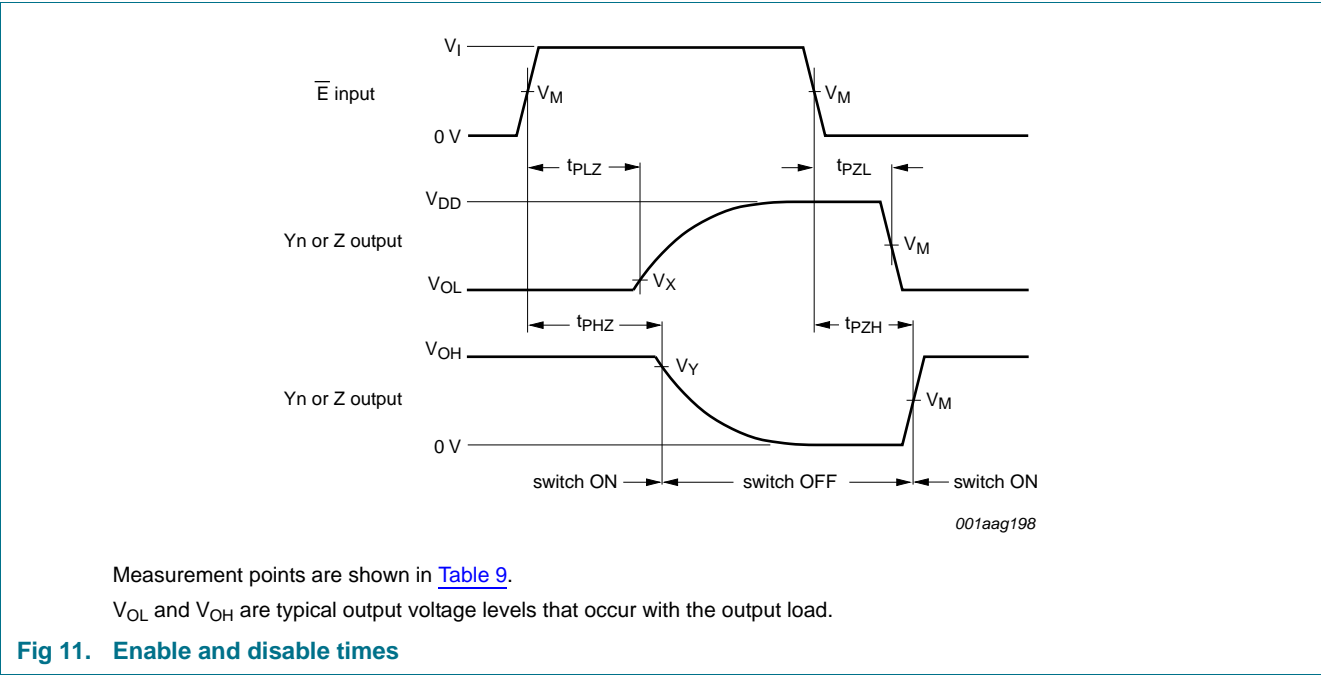 V_I
E̅ input
V_M
V_M
0 V
t_PLZ
t_PZL
V_DD
Yn or Z output
V_M
V_OL
V_X
t_PHZ
t_PZH
V_OH
V_Y
Yn or Z output
V_M
0 V
switch ON
switch OFF
switch ON
001aag198
Measurement points are shown in Table 9.
V_OL and V_OH are typical output voltage levels that occur with the output load.
Fig 11. Enable and disable times